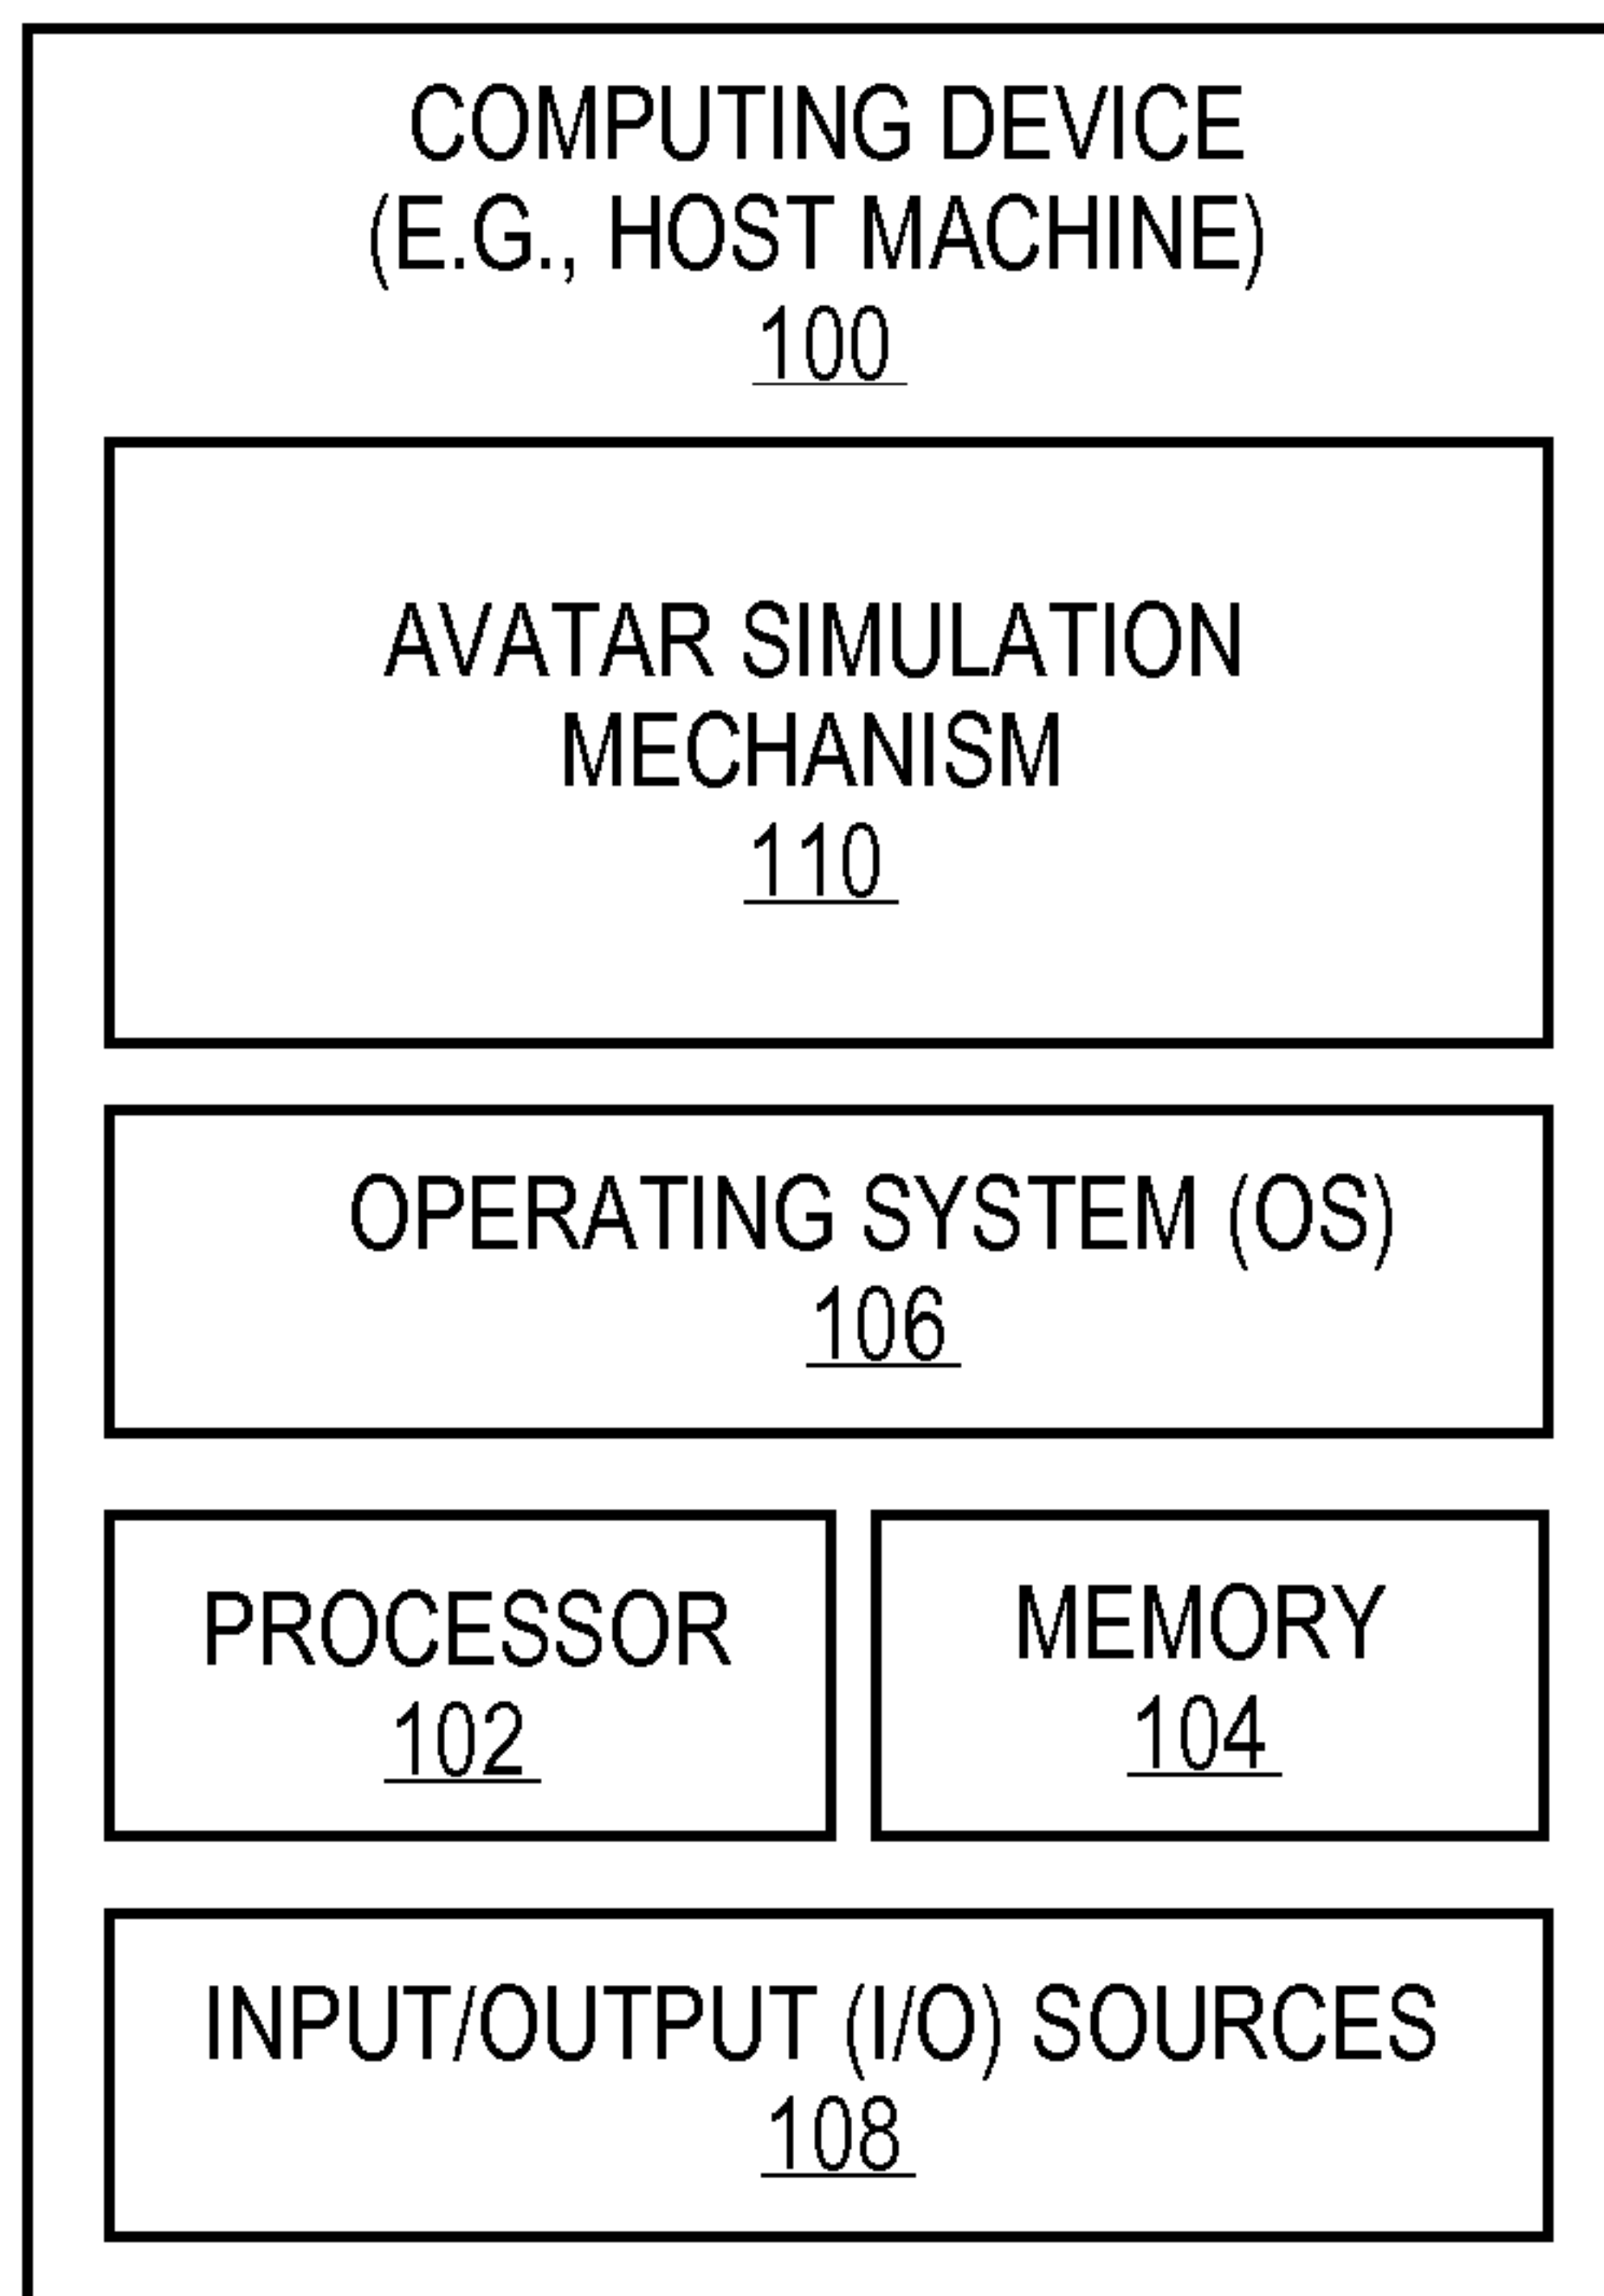 COMPUTING DEVICE
(E.G., HOST MACHINE)
100
AVATAR SIMULATION
MECHANISM
110
OPERATING SYSTEM (OS)
106
PROCESSOR
102
MEMORY
104
INPUT/OUTPUT (I/O) SOURCES
108